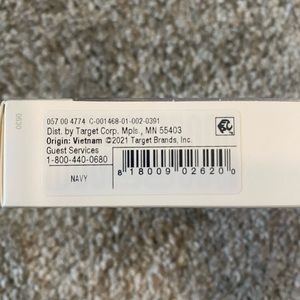 057 00 4774 C-001468-01-002-0391
Dist. by Target Corp. Mpls., MN 55403
Origin: Vietnam ©2021 Target Brands, Inc.
Guest Services
1-800-440-0680
NAVY
8 18009 02620 0
0630